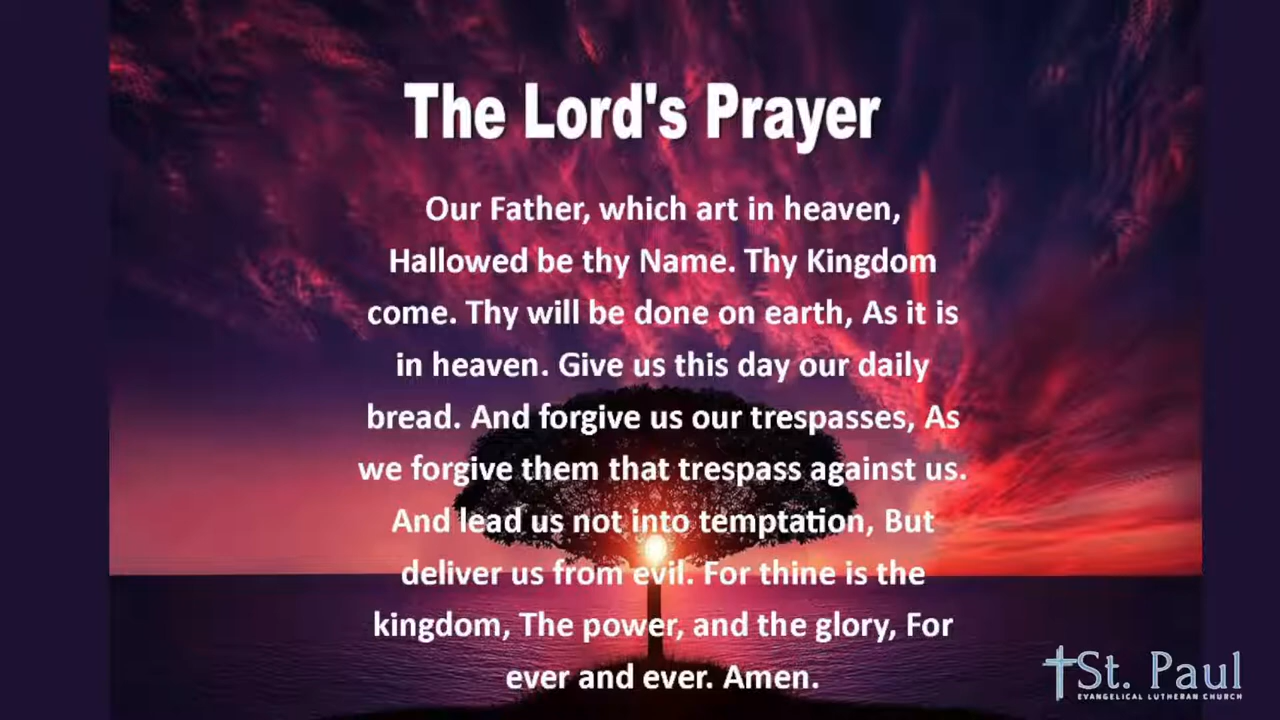 The Lord's Prayer
Our Father, which art in heaven,
Hallowed be thy Name. Thy Kingdom
come. Thy will be done on earth, As it is
in heaven. Give us this day our daily
bread. And forgive us our trespasses, As
we forgive them that trespass against us.
And lead us not into temptation, But
deliver us from evil. For thine is the
kingdom, The power, and the glory, For
ever and ever. Amen.
St. Paul
EVANGELICAL LUTHERAN CHURCH